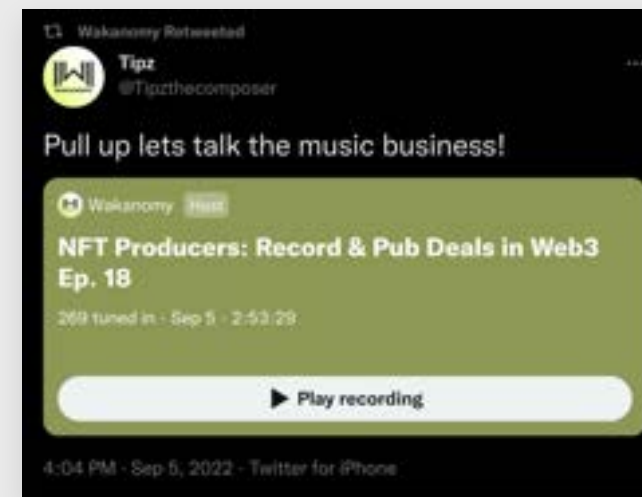 Wakanomy Retweeted
Tipz
@Tipzthecomposer
Pull up lets talk the music business!
Wakanomy Host
NFT Producers: Record & Pub Deals in Web3
Ep. 18
269 tuned in · Sep 5 · 2:53:29
Play recording
4:04 PM · Sep 5, 2022 · Twitter for iPhone